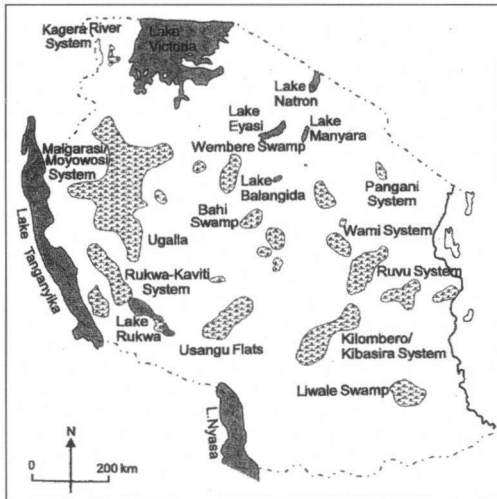 Kagera River
System
Lake
Victoria
Lake
Natron
Lake
Eyasi
Lake
Manyara
Wembere Swamp
Malgarasi/
Moyowosi
System
Lake
Balangida
Pangani
System
Bahi
Swamp
Wami System
Ugalla
Lake Tanganyika
Rukwa-Kaviti
System
Ruvu System
Lake
Rukwa
Usangu Flats
Kilombero/
Kibasira System
Liwale Swamp
L.Nyasa
N
0 200 km